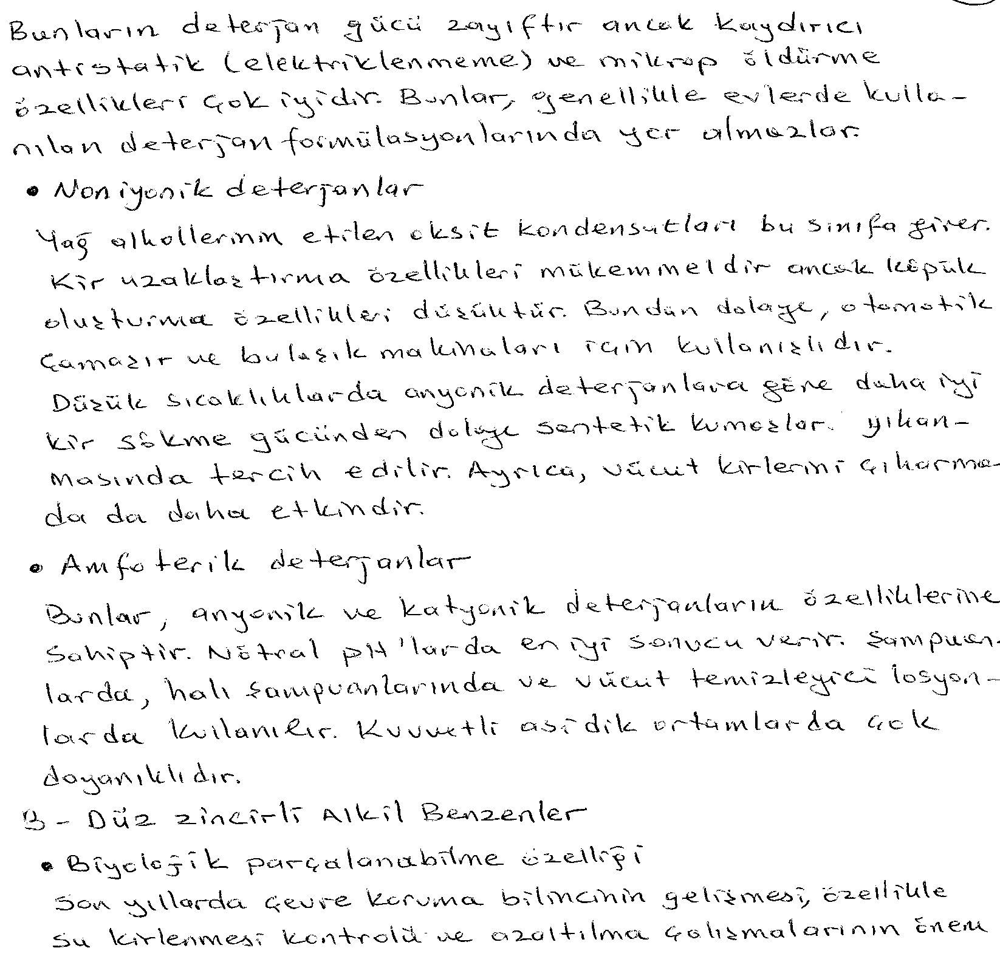 Bunların deterjan gücü zayıftır ancak kaydırıcı
antistatik (elektriklenmeme) ve mikrop öldürme
özellikleri çok iyidir. Bunlar, genellikle evlerde kulla-
nılan deterjan formülasyonlarında yer almazlar.
• Noniyonik deterjanlar
Yağ alkollerinin etilen oksit kondensatları bu sınıfa girer.
Kir uzaklaştırma özellikleri mükemmeldir ancak köpük
oluşturma özellikleri düşüktür. Bundan dolayı, otomatik
Çamaşır ve bulaşık makinaları için kullanışlıdır.
Düşük sıcaklıklarda anyonik deterjanlara göre daha iyi
kir sökme gücünden dolayı sentetik kumaşlar. yıkan-
masında tercih edilir. Ayrıca, vücut kirlerini çıkarma-
da da daha etkindir.
• Amfoterik deterjanlar
Bunlar, anyonik ve katyonik deterjanların özelliklerine
sahiptir. Nötral pH'larda en iyi sonucu verir. Şampuan-
larda, halı şampuanlarında ve vücut temizleyici losyon-
larda kullanılır. Kuvvetli asidik ortamlarda çok
dayanıklıdır.
B - Düz zincirli Alkil Benzenler
• Biyolojik parçalanabilme özelliği
Son yıllarda çevre koruma bilincinin gelişmesi, özellikle
su kirlenmesi kontrolü ve azaltılma çalışmalarının önem